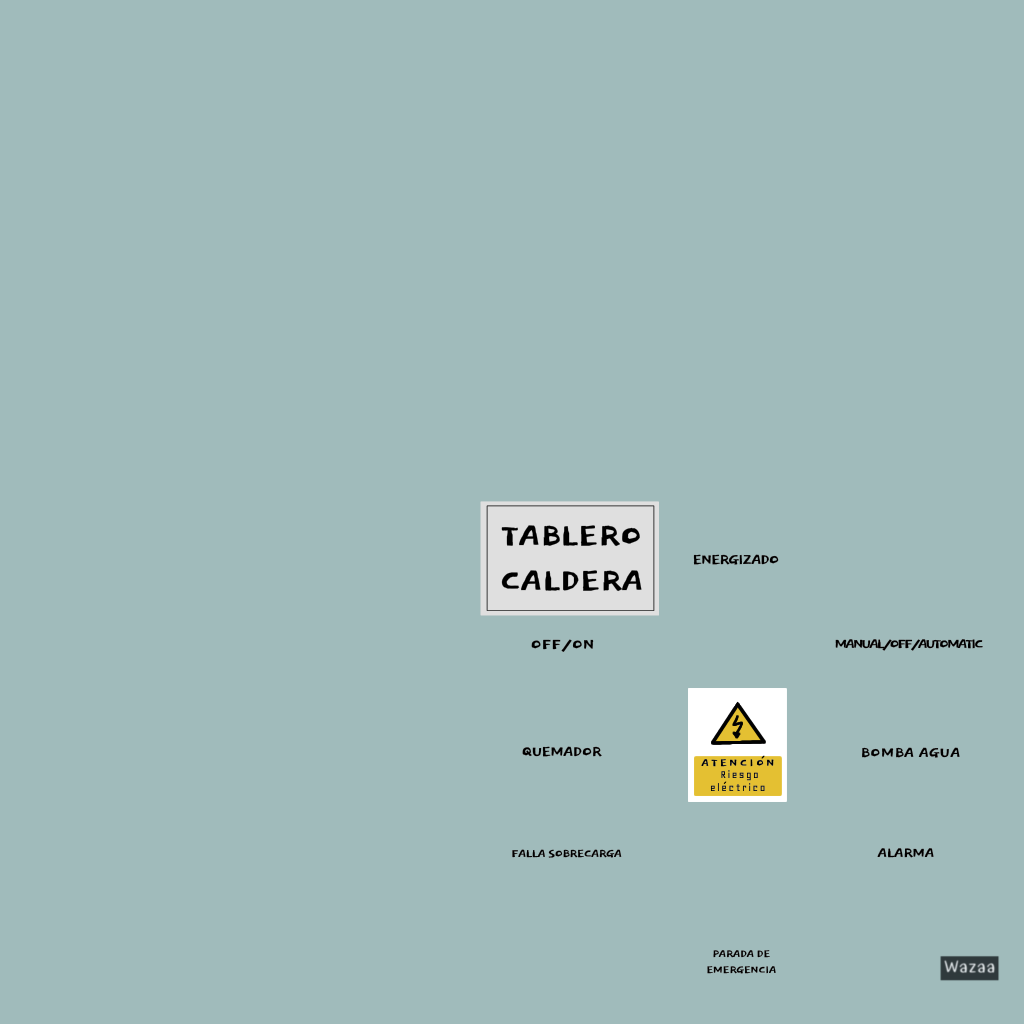 TABLERO
CALDERA
ENERGIZADO
OFF/ON
MANUAL/OFF/AUTOMATIC
QUEMADOR
ATENCIÓN
Riesgo
eléctrico
BOMBA AGUA
FALLA SOBRECARGA
ALARMA
PARADA DE
EMERGENCIA
Wazaa